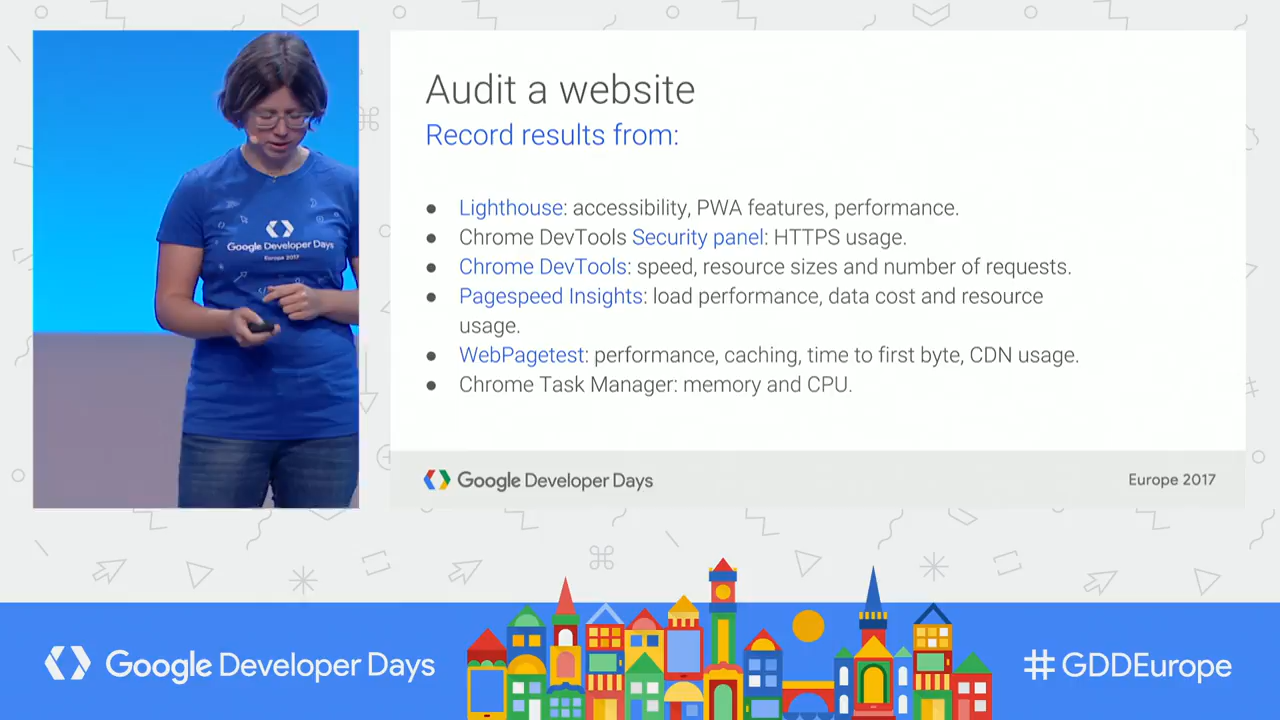 Audit a website
Record results from:
● Lighthouse: accessibility, PWA features, performance.
● Chrome DevTools Security panel: HTTPS usage.
● Chrome DevTools: speed, resource sizes and number of requests.
● Pagespeed Insights: load performance, data cost and resource
usage.
● WebPagetest: performance, caching, time to first byte, CDN usage.
● Chrome Task Manager: memory and CPU.
Google Developer Days
Europe 2017
Google Developer Days
Europe 2017
Google Developer Days
#GDDEurope